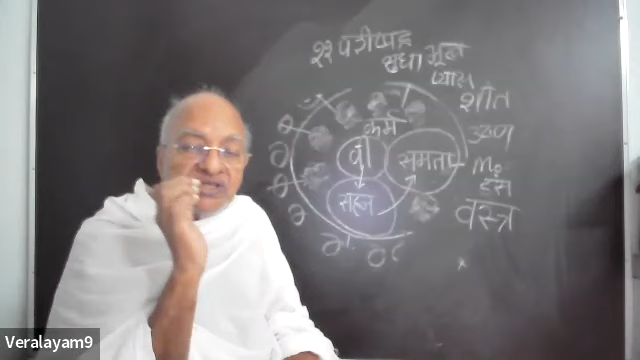 २२ परीषह
क्षुधा भूख
प्यास
शीत
उष्ण
कर्म
वी
समता
सहज
वस्त्र
Veralayam9